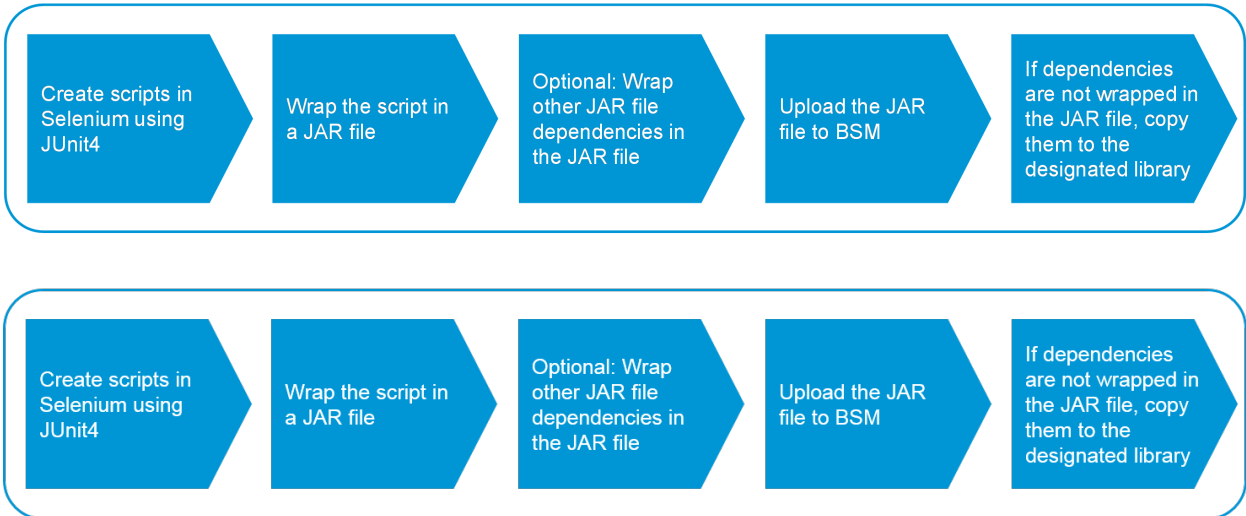 Create scripts in
Selenium using
JUnit4
Wrap the script in
a JAR file
Optional: Wrap
other JAR file
dependencies in
the JAR file
Upload the JAR
file to BSM
If dependencies
are not wrapped in
the JAR file, copy
them to the
designated library
Create scripts in
Selenium using
JUnit4
Wrap the script in
a JAR file
Optional: Wrap
other JAR file
dependencies in
the JAR file
Upload the JAR
file to BSM
If dependencies
are not wrapped in
the JAR file, copy
them to the
designated library